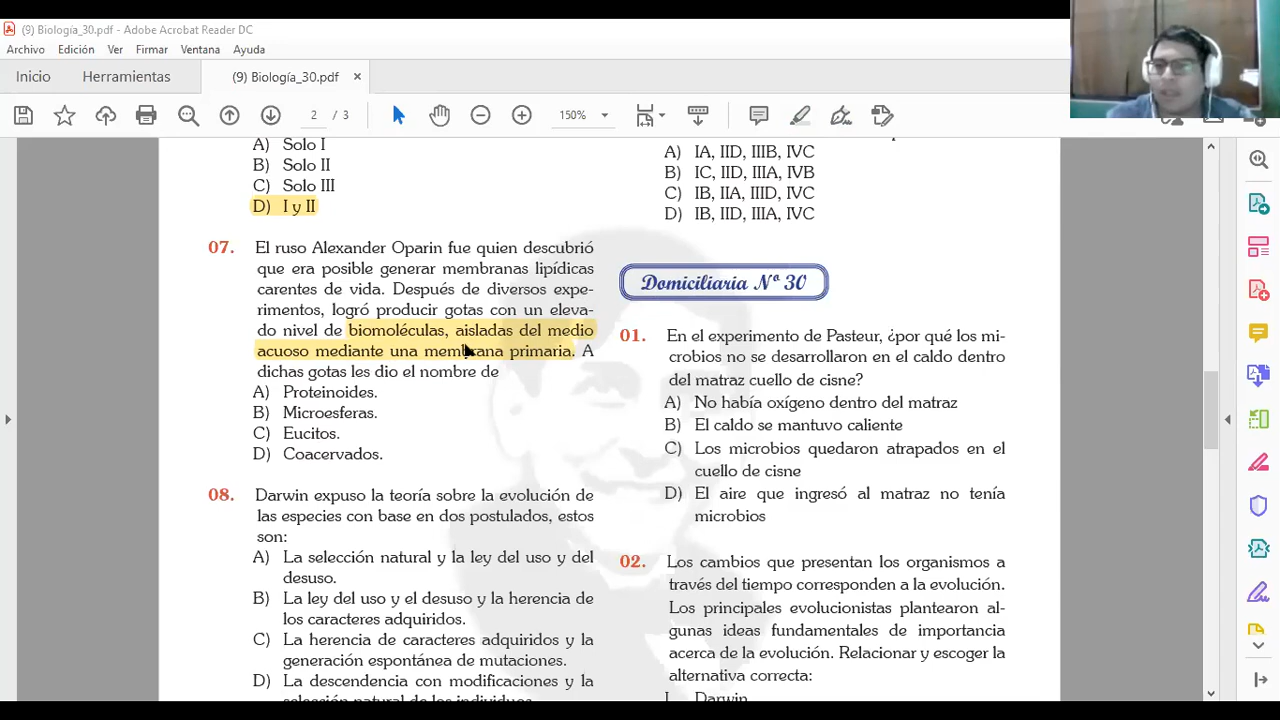 (9) Biología_30.pdf - Adobe Acrobat Reader DC
Archivo Edición Ver Firmar Ventana Ayuda
Inicio Herramientas (9) Biología_30.pdf ×
2 / 3 150%
A) Solo I
B) Solo II
C) Solo III
D) I y II
07. El ruso Alexander Oparin fue quien descubrió
que era posible generar membranas lipídicas
carentes de vida. Después de diversos expe-
rimentos, logró producir gotas con un eleva-
do nivel de biomoléculas, aisladas del medio
acuoso mediante una membrana primaria. A
dichas gotas les dio el nombre de
A) Proteinoides.
B) Microesferas.
C) Eucitos.
D) Coacervados.
08. Darwin expuso la teoría sobre la evolución de
las especies con base en dos postulados, estos
son:
A) La selección natural y la ley del uso y del
desuso.
B) La ley del uso y el desuso y la herencia de
los caracteres adquiridos.
C) La herencia de caracteres adquiridos y la
generación espontánea de mutaciones.
D) La descendencia con modificaciones y la
selección natural de los individuos.
A) IA, IID, IIIB, IVC
B) IC, IID, IIIA, IVB
C) IB, IIA, IIID, IVC
D) IB, IID, IIIA, IVC
Domiciliaria Nº 30
01. En el experimento de Pasteur, ¿por qué los mi-
crobios no se desarrollaron en el caldo dentro
del matraz cuello de cisne?
A) No había oxígeno dentro del matraz
B) El caldo se mantuvo caliente
C) Los microbios quedaron atrapados en el
cuello de cisne
D) El aire que ingresó al matraz no tenía
microbios
02. Los cambios que presentan los organismos a
través del tiempo corresponden a la evolución.
Los principales evolucionistas plantearon al-
gunas ideas fundamentales de importancia
acerca de la evolución. Relacionar y escoger la
alternativa correcta:
I. Darwin